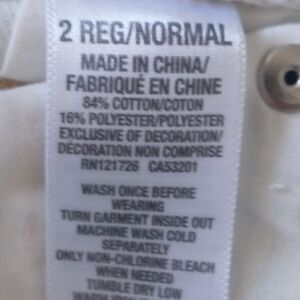 2 REG/NORMAL
MADE IN CHINA/
FABRIQUÉ EN CHINE
84% COTTON/COTON
16% POLYESTER/POLYESTER
EXCLUSIVE OF DECORATION/
DÉCORATION NON COMPRISE
RN121726 CA53201
WASH ONCE BEFORE
WEARING
TURN GARMENT INSIDE OUT
MACHINE WASH COLD
SEPARATELY
ONLY NON-CHLORINE BLEACH
WHEN NEEDED
TUMBLE DRY LOW
WARM IRON